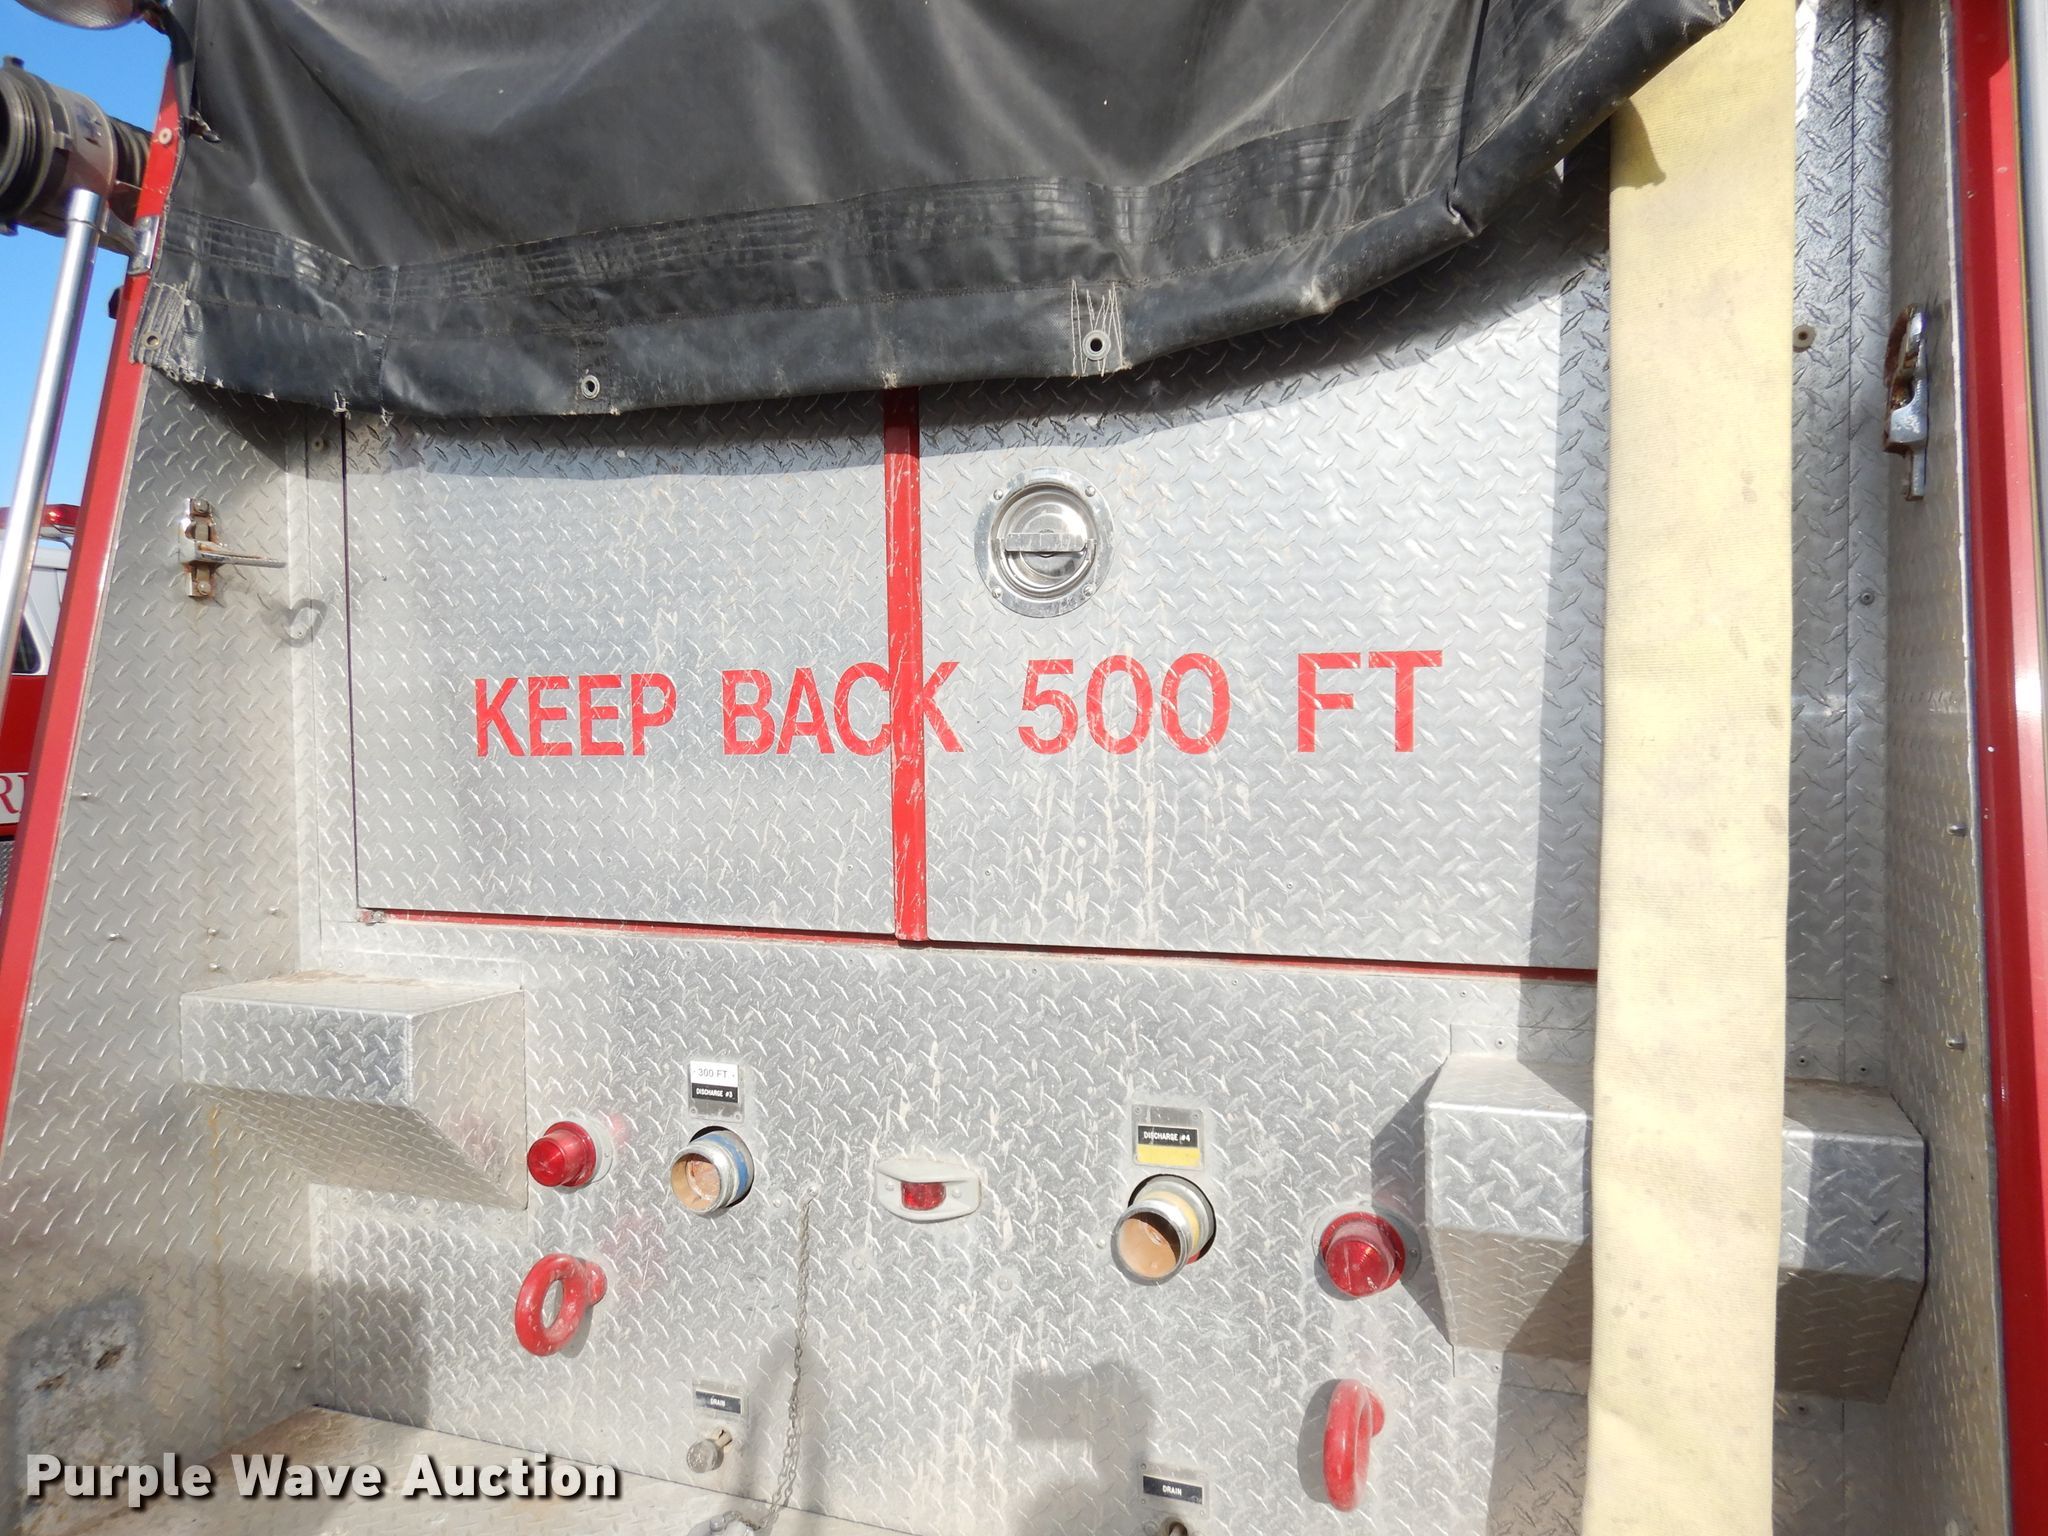 KEEP BACK 500 FT
300 FT
DISCHARGE #3
DISCHARGE #4
DRAIN
DRAIN
Purple Wave Auction